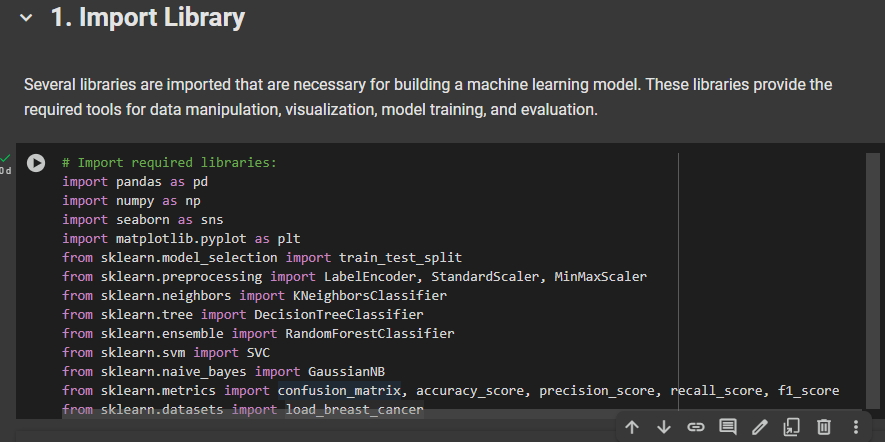 1. Import Library
Several libraries are imported that are necessary for building a machine learning model. These libraries provide the
required tools for data manipulation, visualization, model training, and evaluation.
0 d
# Import required libraries:
import pandas as pd
import numpy as np
import seaborn as sns
import matplotlib.pyplot as plt
from sklearn.model_selection import train_test_split
from sklearn.preprocessing import LabelEncoder, StandardScaler, MinMaxScaler
from sklearn.neighbors import KNeighborsClassifier
from sklearn.tree import DecisionTreeClassifier
from sklearn.ensemble import RandomForestClassifier
from sklearn.svm import SVC
from sklearn.naive_bayes import GaussianNB
from sklearn.metrics import confusion_matrix, accuracy_score, precision_score, recall_score, f1_score
from sklearn.datasets import load_breast_cancer